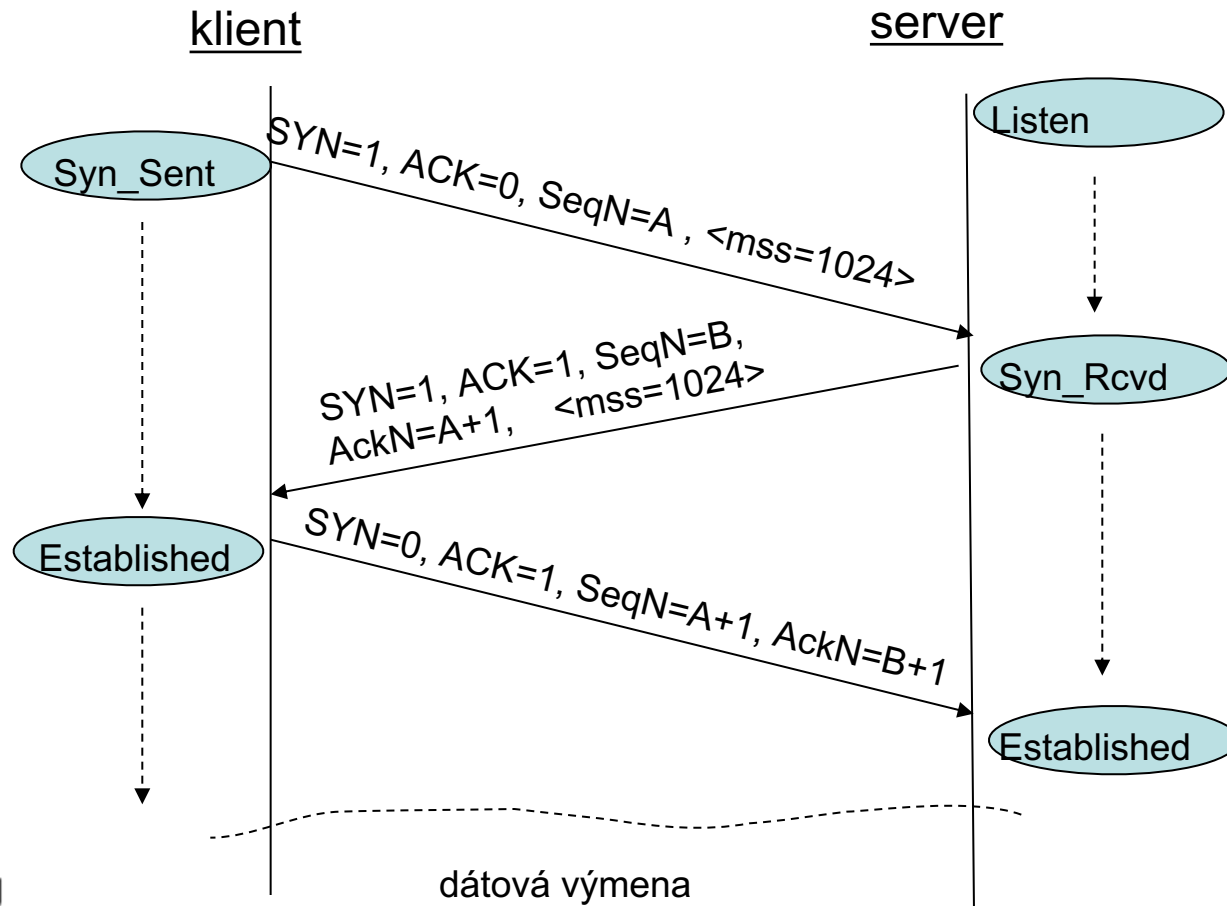 klient
server
Listen
Syn_Sent
SYN=1, ACK=0, SeqN=A , <mss=1024>
Syn_Rcvd
SYN=1, ACK=1, SeqN=B,
AckN=A+1, <mss=1024>
Established
SYN=0, ACK=1, SeqN=A+1, AckN=B+1
Established
dátová výmena